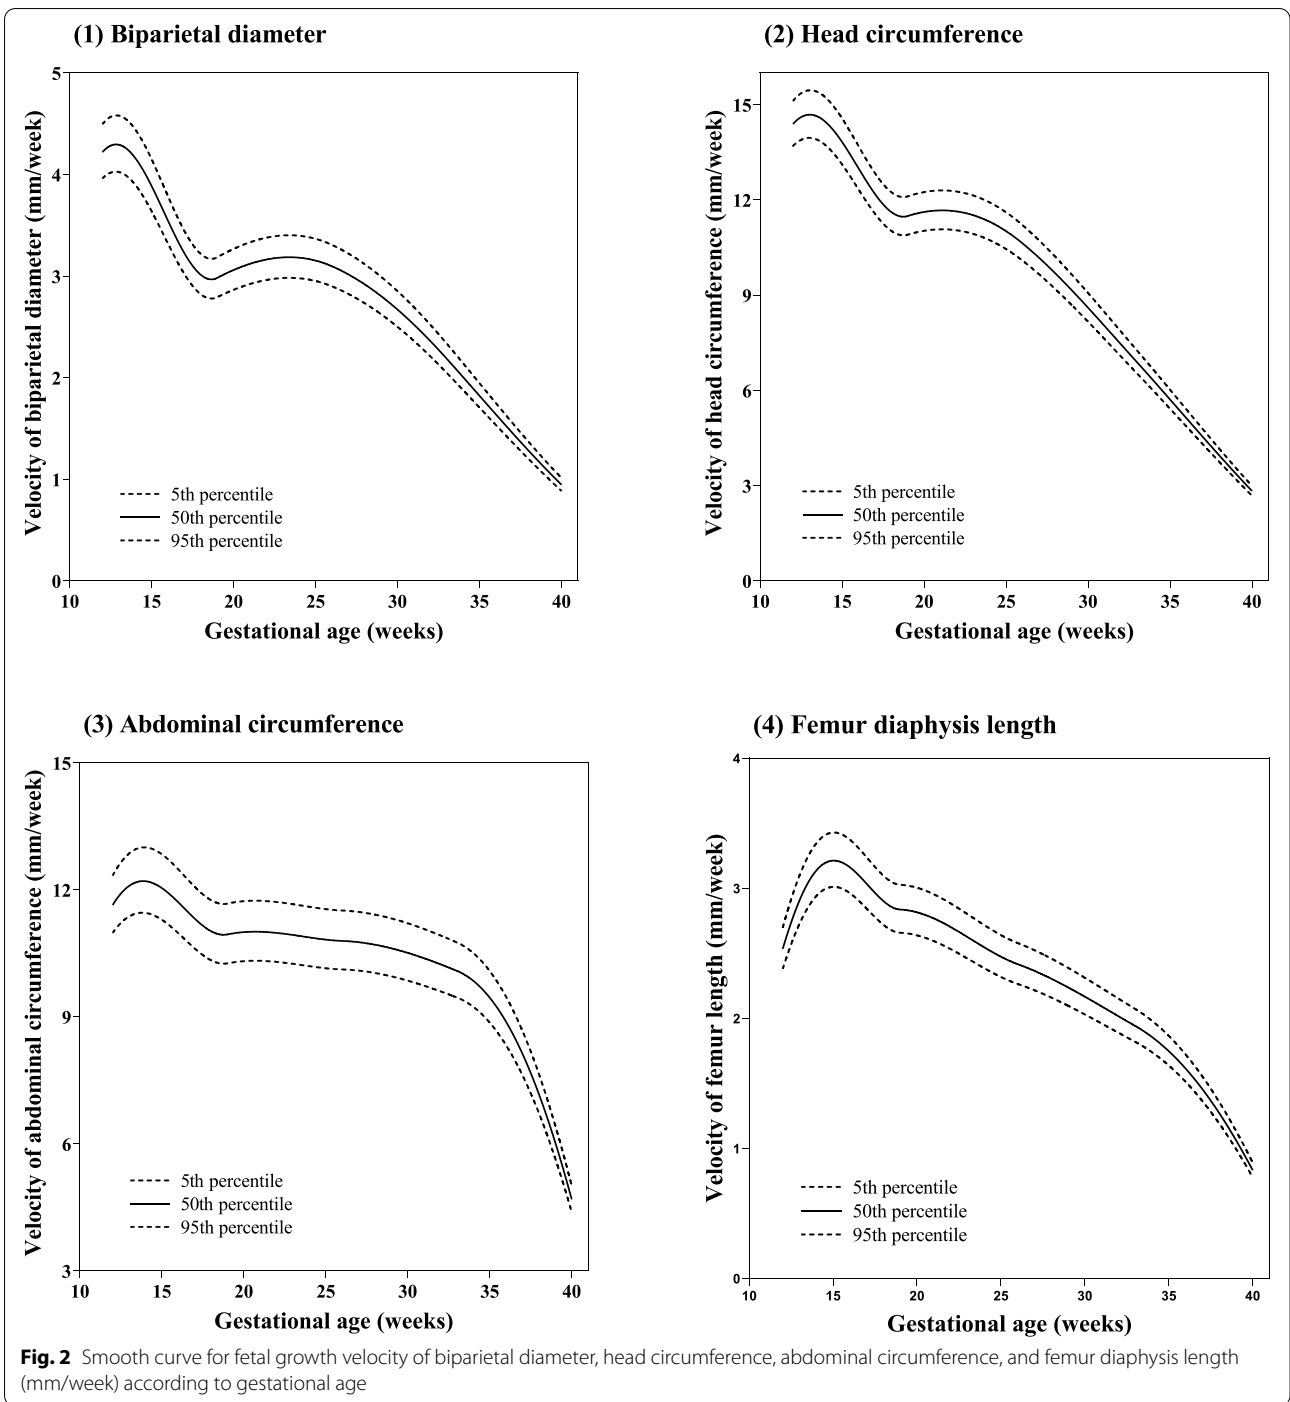 (1) Biparietal diameter
Velocity of biparietal diameter (mm/week)
5
4
3
2
1
0
5th percentile
50th percentile
95th percentile
10 15 20 25 30 35 40
Gestational age (weeks)
(2) Head circumference
Velocity of head circumference (mm/week)
15
12
9
6
3
0
5th percentile
50th percentile
95th percentile
10 15 20 25 30 35 40
Gestational age (weeks)
(3) Abdominal circumference
Velocity of abdominal circumference (mm/week)
15
12
9
6
3
5th percentile
50th percentile
95th percentile
10 15 20 25 30 35 40
Gestational age (weeks)
(4) Femur diaphysis length
Velocity of femur length (mm/week)
4
3
2
1
0
5th percentile
50th percentile
95th percentile
10 15 20 25 30 35 40
Gestational age (weeks)
Fig. 2 Smooth curve for fetal growth velocity of biparietal diameter, head circumference, abdominal circumference, and femur diaphysis length
(mm/week) according to gestational age